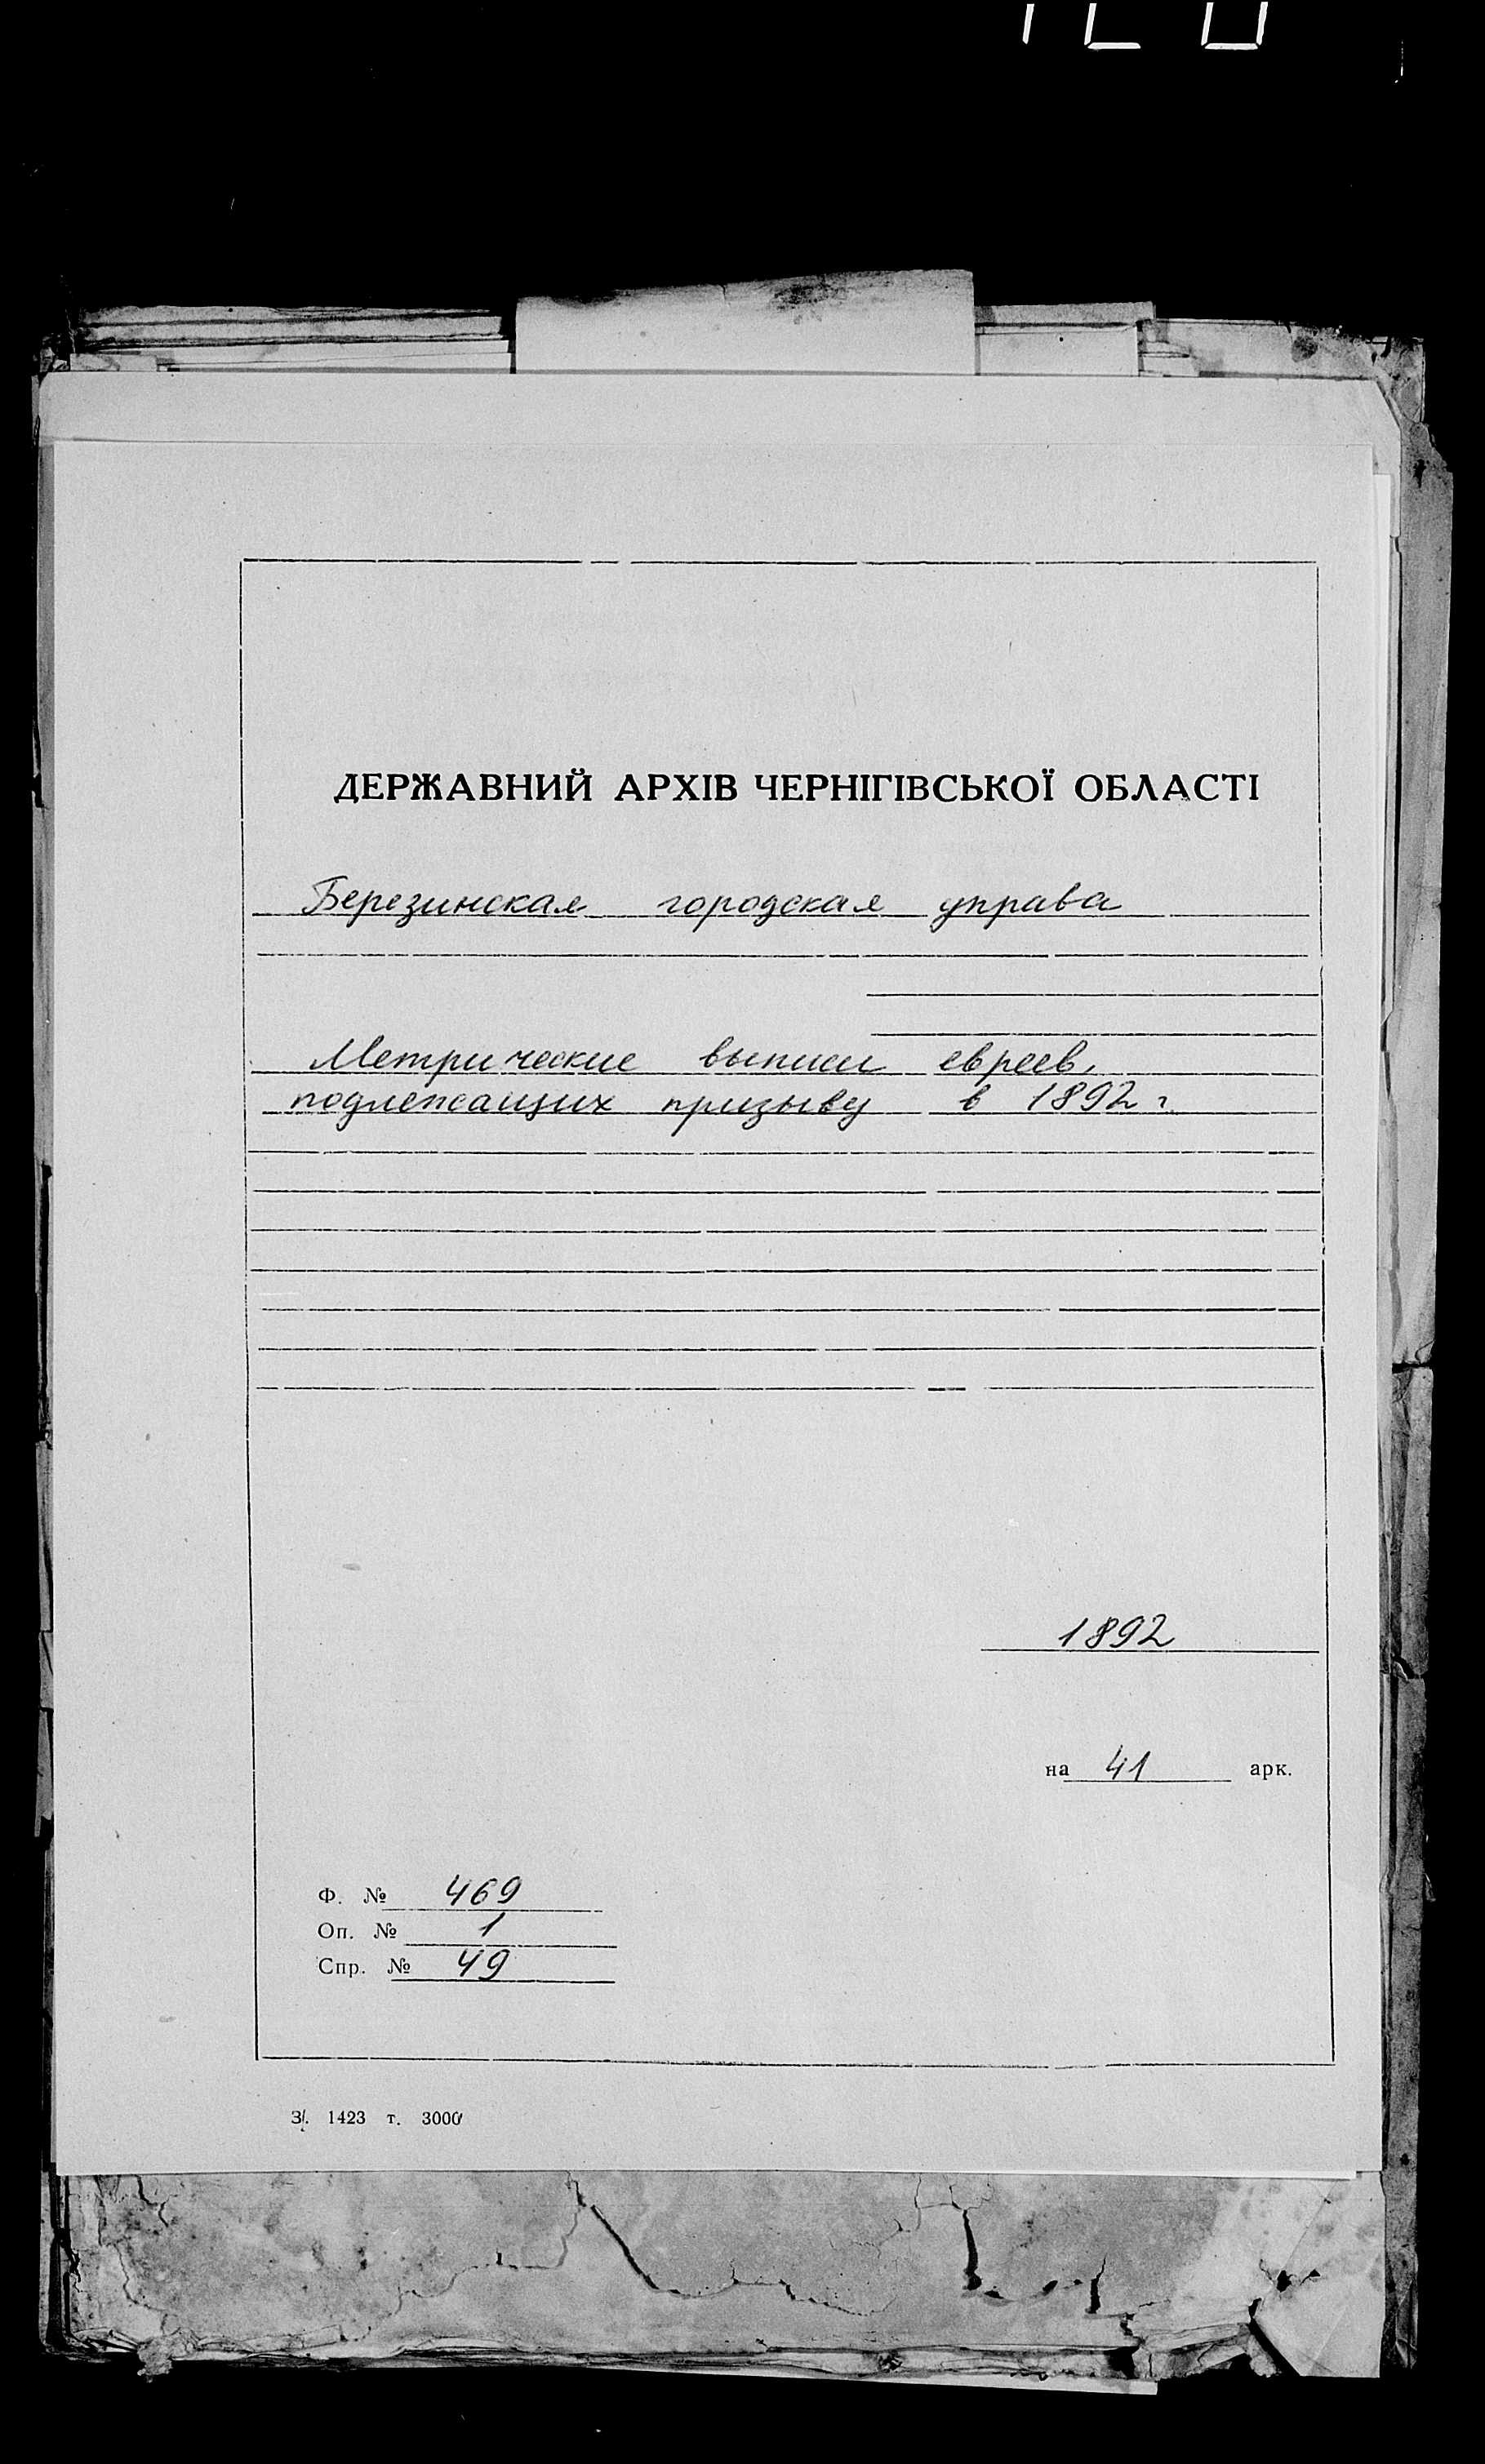 ДЕРЖАВНИЙ АРХІВ ЧЕРНІГІВСЬКОЇ ОБЛАСТІ
Березинская городская управа
Метрические выписи евреев,
подлежащих призыву в 1892 г.
1892
на 41 арк.
Ф. № 469
Оп. № 1
Спр. № 49
З. 1423 т. 3000